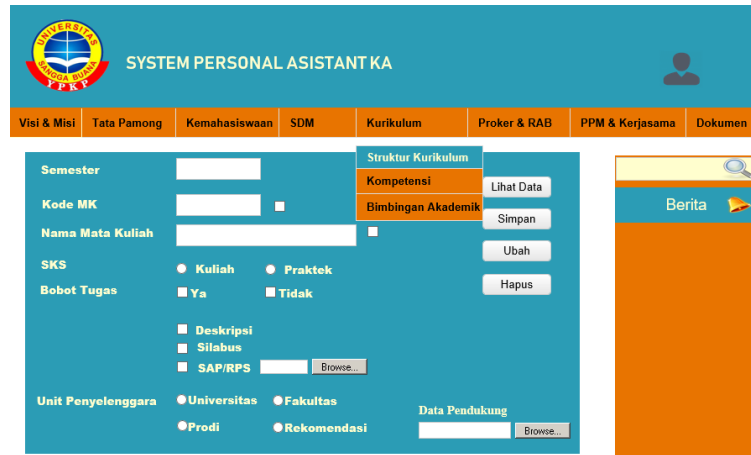 UNIVERSITAS
SANGGA BUANA
YPKP
SYSTEM PERSONAL ASISTANT KA
Visi & Misi Tata Pamong Kemahasiswaan SDM Kurikulum Proker & RAB PPM & Kerjasama Dokumen
Struktur Kurikulum
Kompetensi
Bimbingan Akademik
Semester
Kode MK
Nama Mata Kuliah
SKS Kuliah Praktek
Bobot Tugas Ya Tidak
Deskripsi
Silabus
SAP/RPS Browse...
Unit Penyelenggara Universitas Fakultas
Prodi Rekomendasi
Data Pendukung
Browse...
Lihat Data
Simpan
Ubah
Hapus
Berita